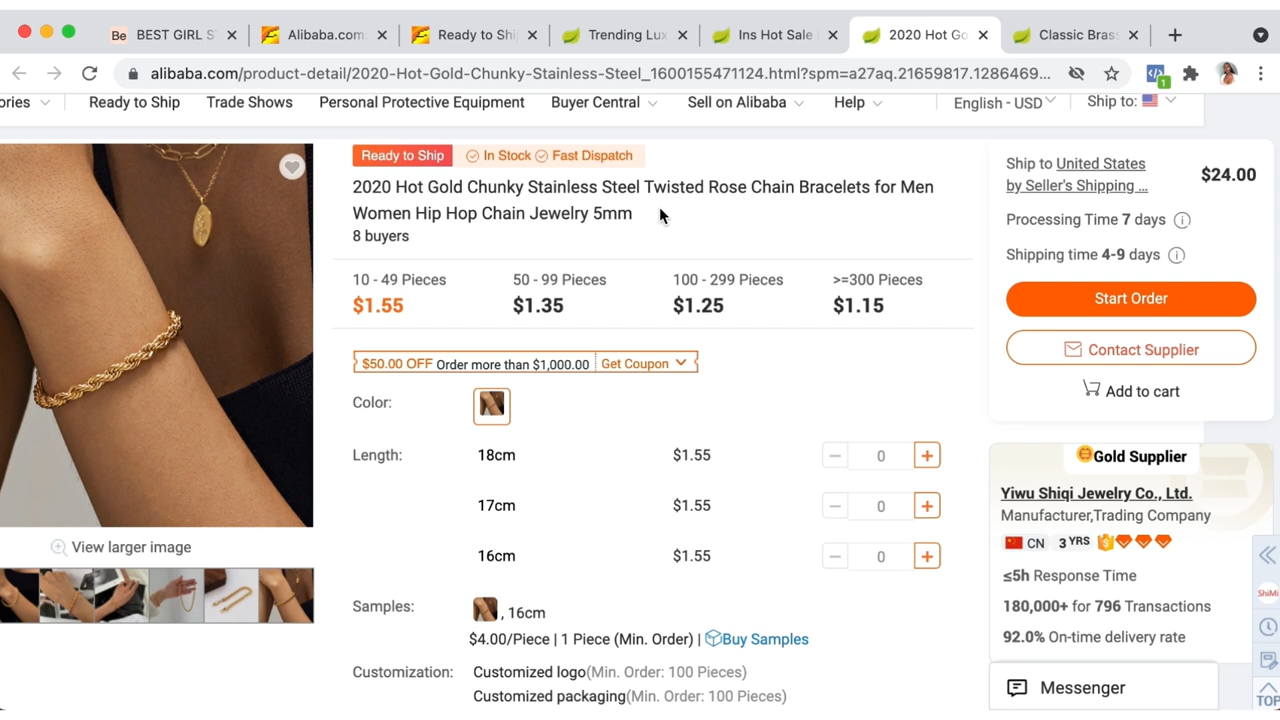 Be BEST GIRL S
Alibaba.com:
Ready to Shi
Trending Lux
Ins Hot Sale
2020 Hot Go
Classic Bras
alibaba.com/product-detail/2020-Hot-Gold-Chunky-Stainless-Steel_1600155471124.html?spm=a27aq.21659817.1286469...
1
ories
Ready to Ship
Trade Shows
Personal Protective Equipment
Buyer Central
Sell on Alibaba
Help
English - USD
Ship to:
Ready to Ship
In Stock
Fast Dispatch
2020 Hot Gold Chunky Stainless Steel Twisted Rose Chain Bracelets for Men
Women Hip Hop Chain Jewelry 5mm
8 buyers
10 - 49 Pieces 50 - 99 Pieces 100 - 299 Pieces >=300 Pieces
$1.55 $1.35 $1.25 $1.15
$50.00 OFF Order more than $1,000.00 Get Coupon
Color:
Length: 18cm $1.55 0
17cm $1.55 0
16cm $1.55 0
Samples: , 16cm
$4.00/Piece | 1 Piece (Min. Order) | Buy Samples
Customization: Customized logo(Min. Order: 100 Pieces)
Customized packaging(Min. Order: 100 Pieces)
View larger image
Ship to United States
by Seller's Shipping ...
$24.00
Processing Time 7 days
Shipping time 4-9 days
Start Order
Contact Supplier
Add to cart
Gold Supplier
Yiwu Shiqi Jewelry Co., Ltd.
Manufacturer,Trading Company
CN 3 YRS
≤5h Response Time
180,000+ for 796 Transactions
92.0% On-time delivery rate
Messenger
ShiMi
TOP